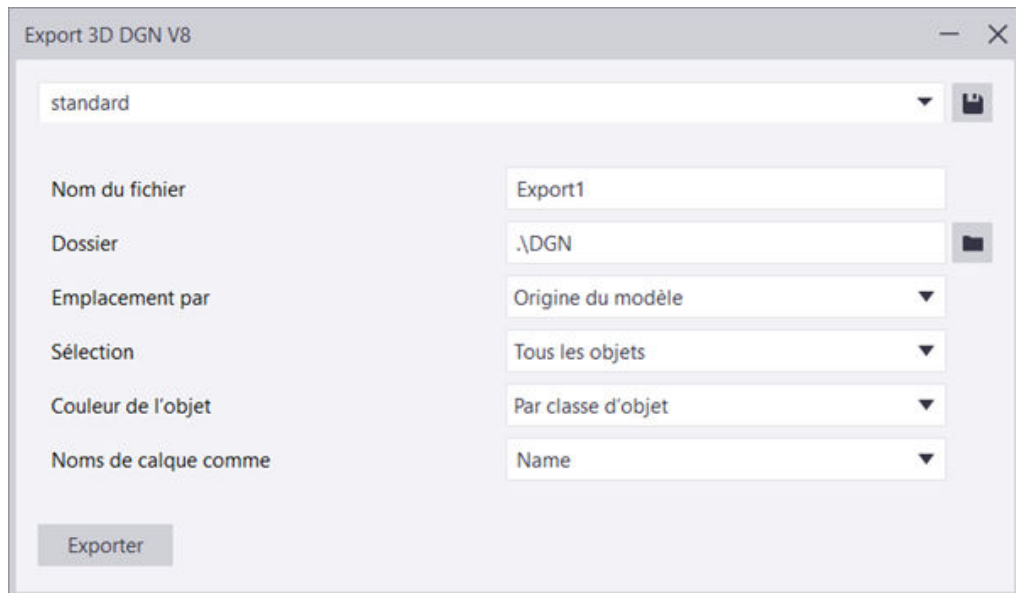 Export 3D DGN V8
standard
Nom du fichier Export1
Dossier .\DGN
Emplacement par Origine du modèle
Sélection Tous les objets
Couleur de l'objet Par classe d'objet
Noms de calque comme Name
Exporter